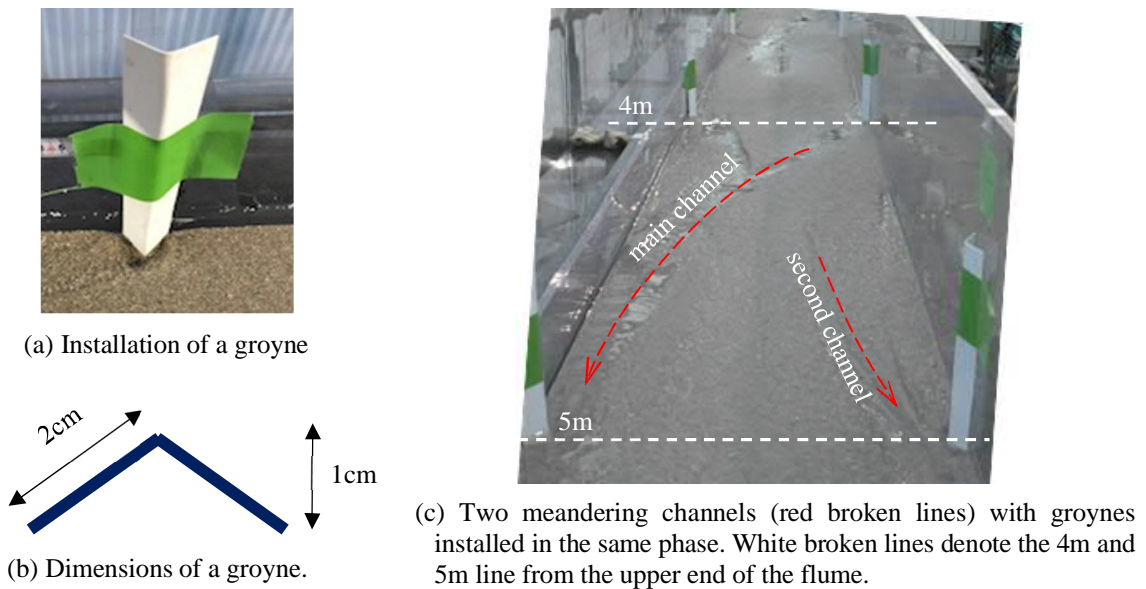 (a) Installation of a groyne
2cm
1cm
(b) Dimensions of a groyne.
4m
main channel
second channel
5m
(c) Two meandering channels (red broken lines) with groynes
installed in the same phase. White broken lines denote the 4m and
5m line from the upper end of the flume.